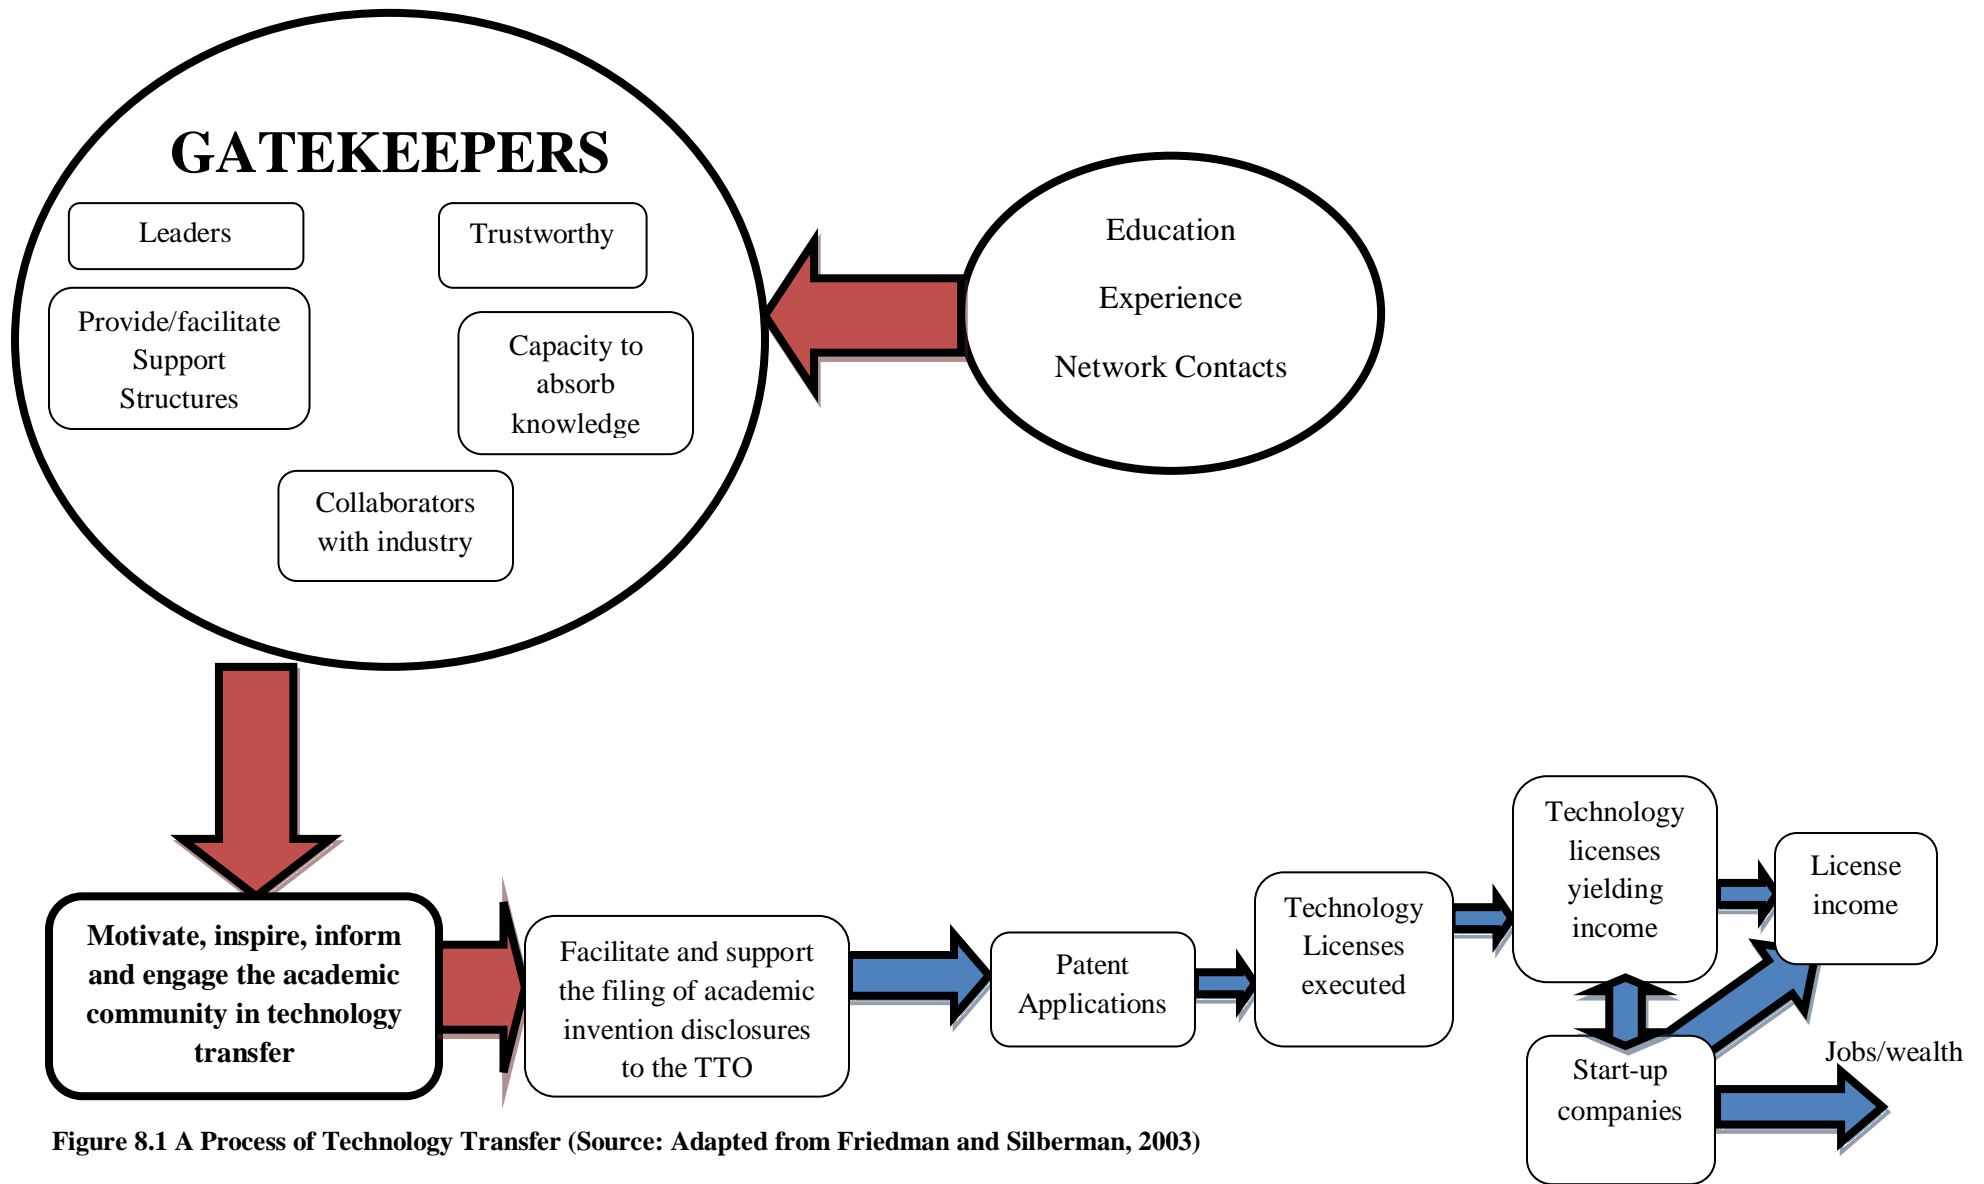 GATEKEEPERS
Leaders
Trustworthy
Provide/facilitate
Support
Structures
Capacity to
absorb
knowledge
Collaborators
with industry
Education
Experience
Network Contacts
Motivate, inspire, inform
and engage the academic
community in technology
transfer
Facilitate and support
the filing of academic
invention disclosures
to the TTO
Patent
Applications
Technology
Licenses
executed
Technology
licenses
yielding
income
License
income
Start-up
companies
Jobs/wealth
Figure 8.1 A Process of Technology Transfer (Source: Adapted from Friedman and Silberman, 2003)